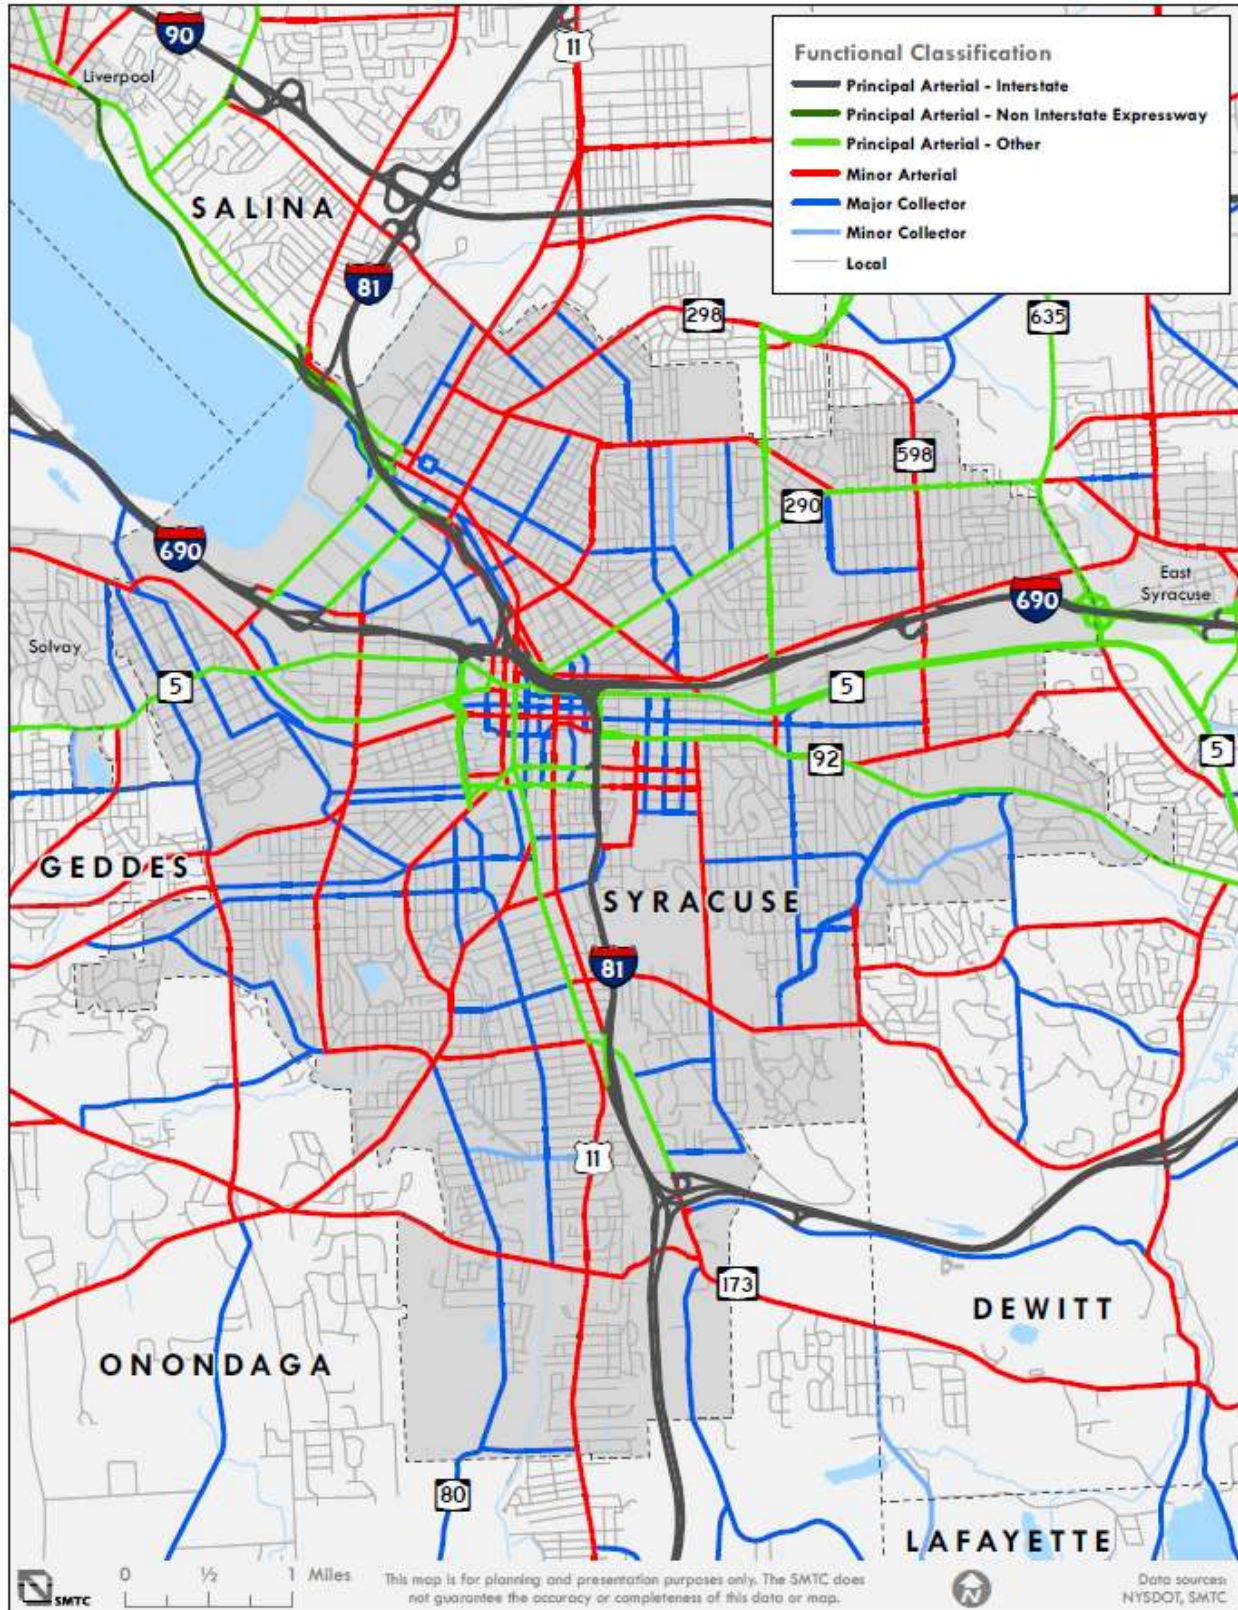 90
11
Functional Classification
Principal Arterial - Interstate
Principal Arterial - Non Interstate Expressway
Principal Arterial - Other
Minor Arterial
Major Collector
Minor Collector
Local
Liverpool
SALINA
81
298
635
598
290
690
690
East
Syracuse
Solvay
5
5
5
92
GEDDES
SYRACUSE
81
11
173
DEWITT
ONONDAGA
80
LAFAYETTE
SMTC
0 ½ 1 Miles
This map is for planning and presentation purposes only. The SMTC does
not guarantee the accuracy or completeness of this data or map.
Data sources:
NYSDOT, SMTC